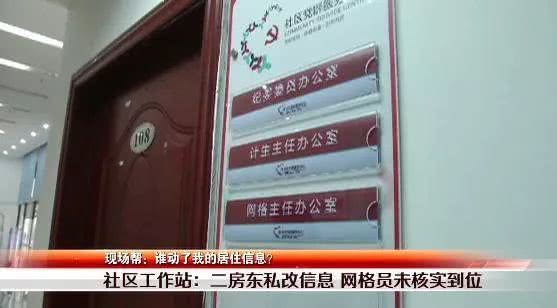 社区党群服务
108
纪委委员办公室
计生主任办公室
网格主任办公室
现场帮：谁动了我的居住信息？
社区工作站：二房东私改信息 网格员未核实到位